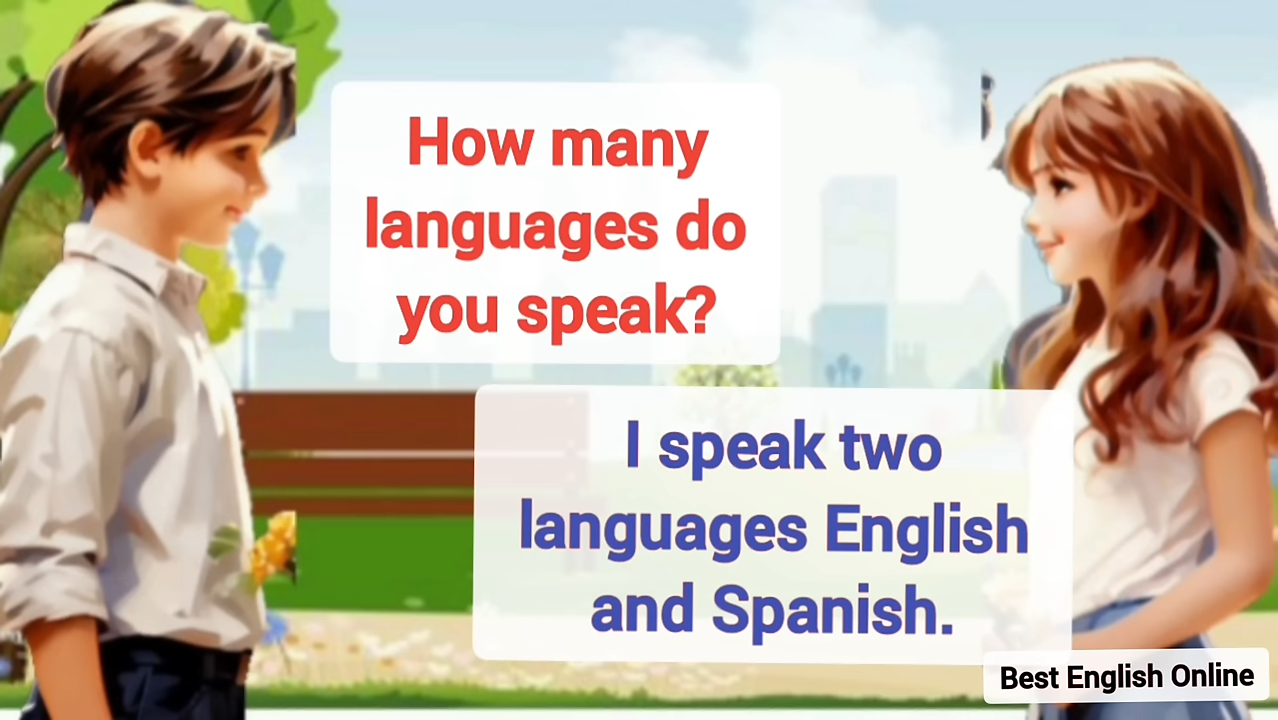 How many
languages do
you speak?
I speak two
languages English
and Spanish.
Best English Online